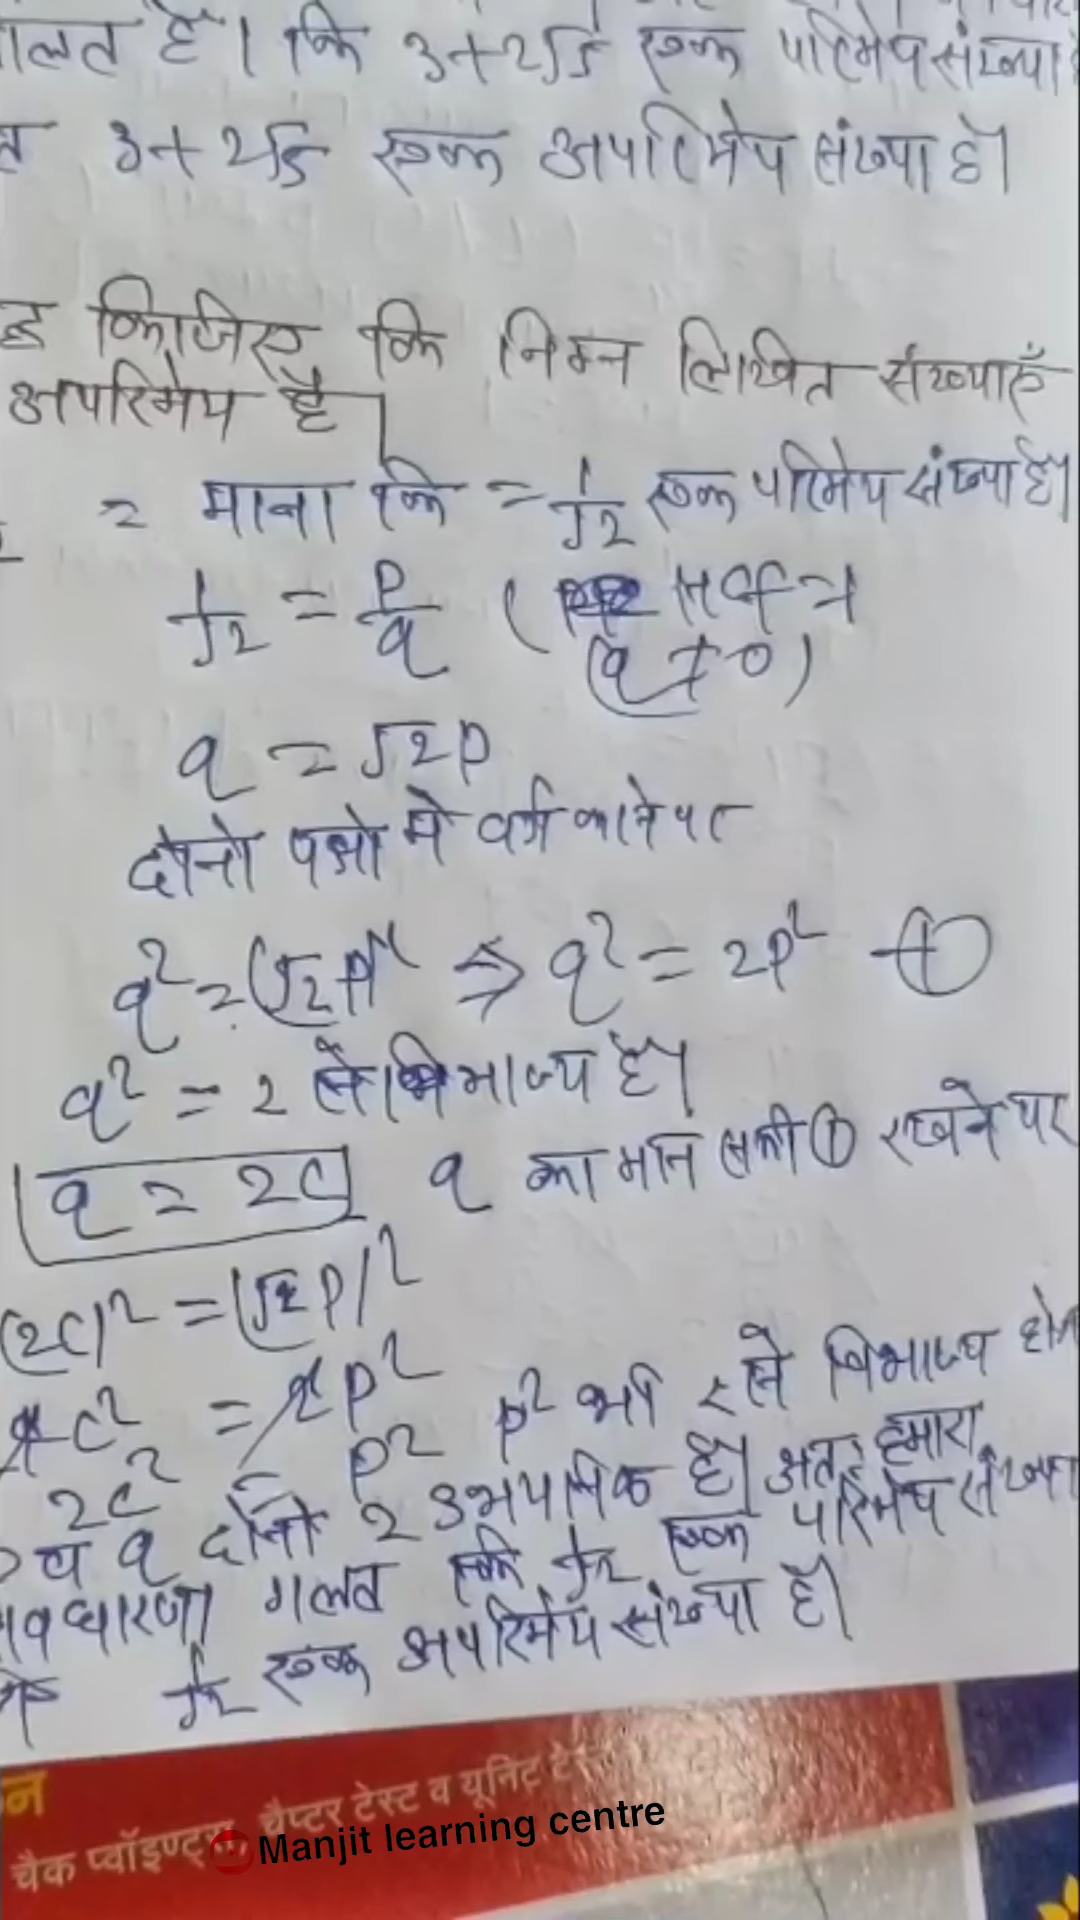 गलत है। कि 3+2√5 एक परिमेय संख्या
3+2√5 एक अपरिमेय संख्या है।
किजिए कि निम्न लिखित संख्याएँ
अपरिमेय है।
= माना कि = 1/√2 एक परिमेय संख्या है।
1/√2 = p/q (
(q ≠ 0)
q = √2p
दोनो पक्षो मे वर्ग करने पर
q² = (√2p)² ⇒ q² = 2p² — ①
q² = 2 से विभाज्य है।
q = 2c q का मान समी ① रखने पर
(2c)² = (√2p)²
4c² = 2p²
2c² = p² p² भी 2 से विभाज्य होगा
व q दोनो 2 उभयनिक है। अतः हमारा
अवधारणा गलत की 1/√2 एक परिमेय संख्या
1/√2 एक अपरिमेय संख्या है।
न
चैक प्वॉइण्ट्स, चैप्टर टेस्ट व यूनिट
Manjit learning centre